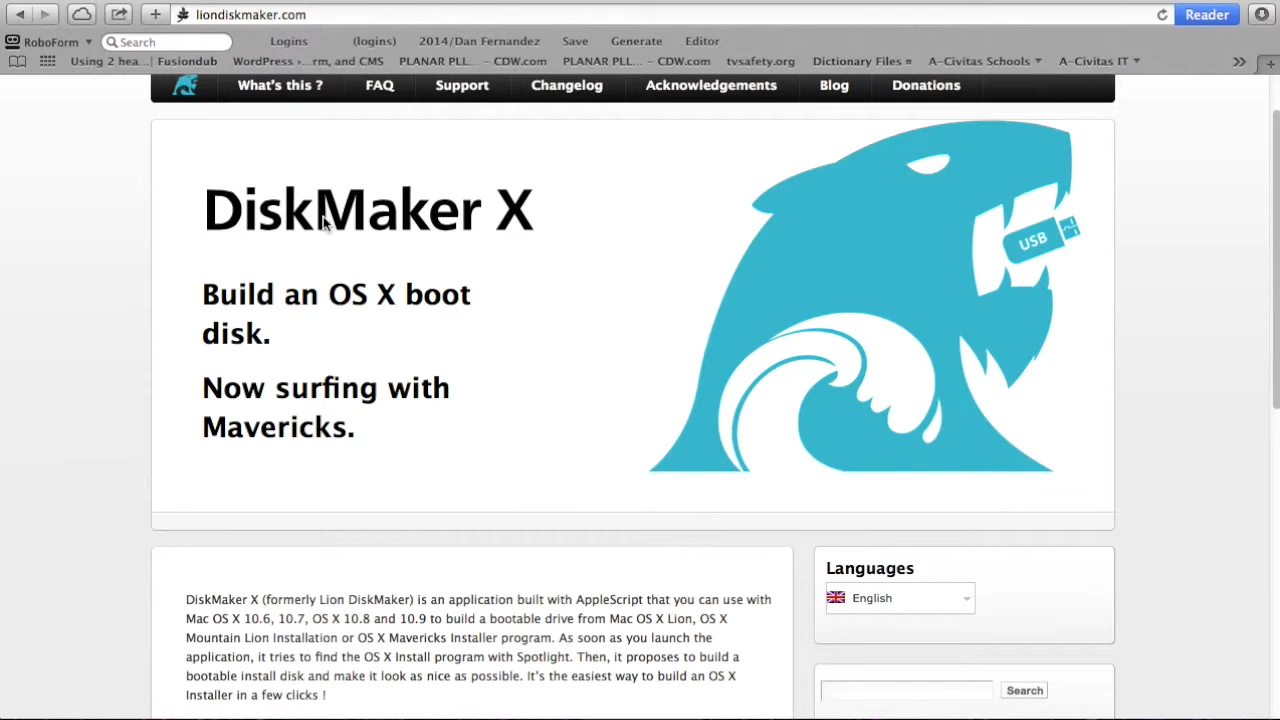 liondiskmaker.com
Reader
RoboForm
Search
Logins
(logins)
2014/Dan Fernandez
Save
Generate
Editor
Using 2 hea... Fusiondub
WordPress ›...rm, and CMS
PLANAR PLL... – CDW.com
PLANAR PLL... – CDW.com
tvsafety.org
Dictionary Files
A-Civitas Schools
A-Civitas IT
What's this ?
FAQ
Support
Changelog
Acknowledgements
Blog
Donations
DiskMaker X
USB
Build an OS X boot
disk.
Now surfing with
Mavericks.
DiskMaker X (formerly Lion DiskMaker) is an application built with AppleScript that you can use with
Mac OS X 10.6, 10.7, OS X 10.8 and 10.9 to build a bootable drive from Mac OS X Lion, OS X
Mountain Lion Installation or OS X Mavericks Installer program. As soon as you launch the
application, it tries to find the OS X Install program with Spotlight. Then, it proposes to build a
bootable install disk and make it look as nice as possible. It's the easiest way to build an OS X
Installer in a few clicks !
Languages
English
Search